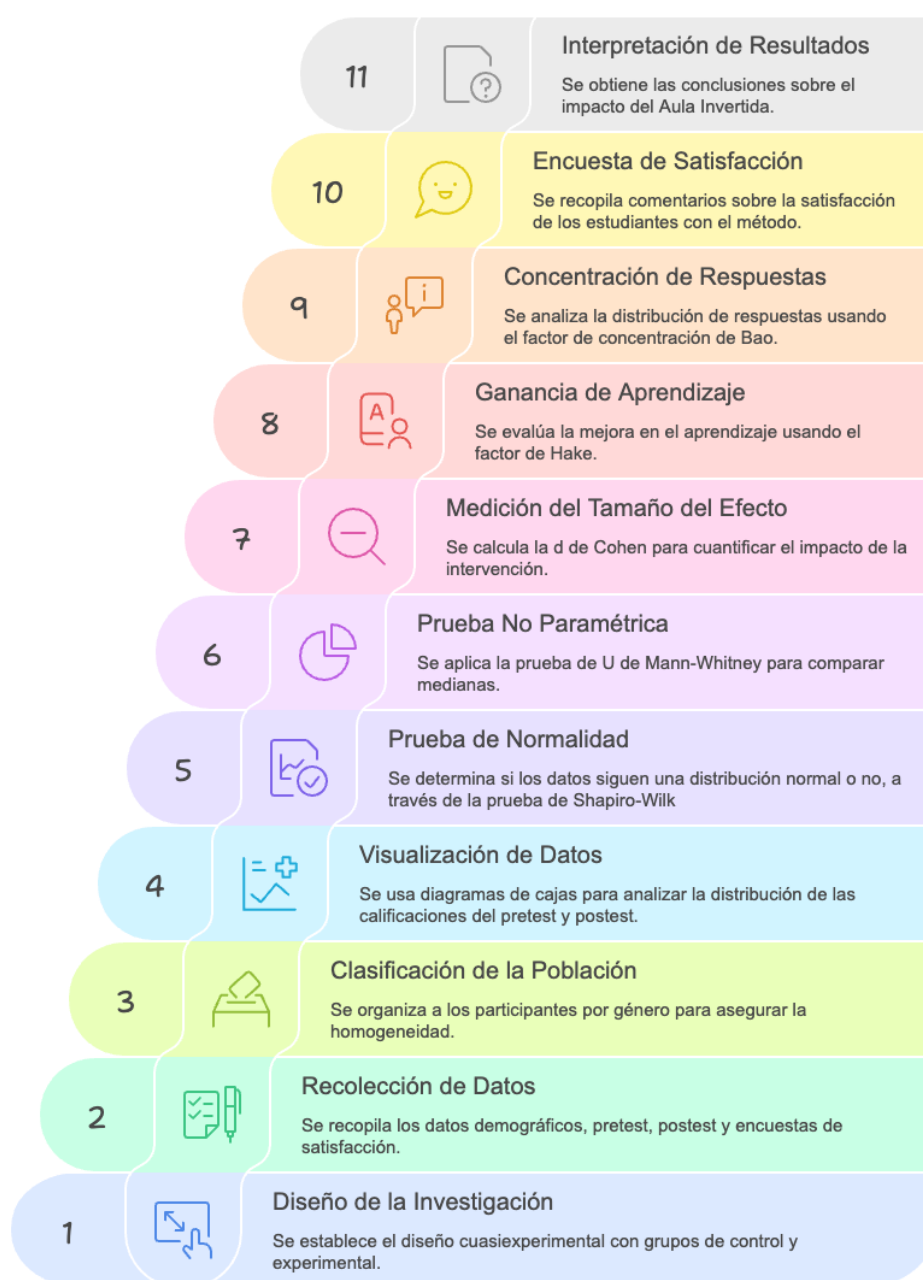 11
Interpretación de Resultados
Se obtiene las conclusiones sobre el
impacto del Aula Invertida.
10
Encuesta de Satisfacción
Se recopila comentarios sobre la satisfacción
de los estudiantes con el método.
9
Concentración de Respuestas
Se analiza la distribución de respuestas usando
el factor de concentración de Bao.
8
Ganancia de Aprendizaje
Se evalúa la mejora en el aprendizaje usando el
factor de Hake.
7
Medición del Tamaño del Efecto
Se calcula la d de Cohen para cuantificar el impacto de la
intervención.
6
Prueba No Paramétrica
Se aplica la prueba de U de Mann-Whitney para comparar
medianas.
5
Prueba de Normalidad
Se determina si los datos siguen una distribución normal o no, a
través de la prueba de Shapiro-Wilk
4
Visualización de Datos
Se usa diagramas de cajas para analizar la distribución de las
calificaciones del pretest y postest.
3
Clasificación de la Población
Se organiza a los participantes por género para asegurar la
homogeneidad.
2
Recolección de Datos
Se recopila los datos demográficos, pretest, postest y encuestas de
satisfacción.
1
Diseño de la Investigación
Se establece el diseño cuasiexperimental con grupos de control y
experimental.